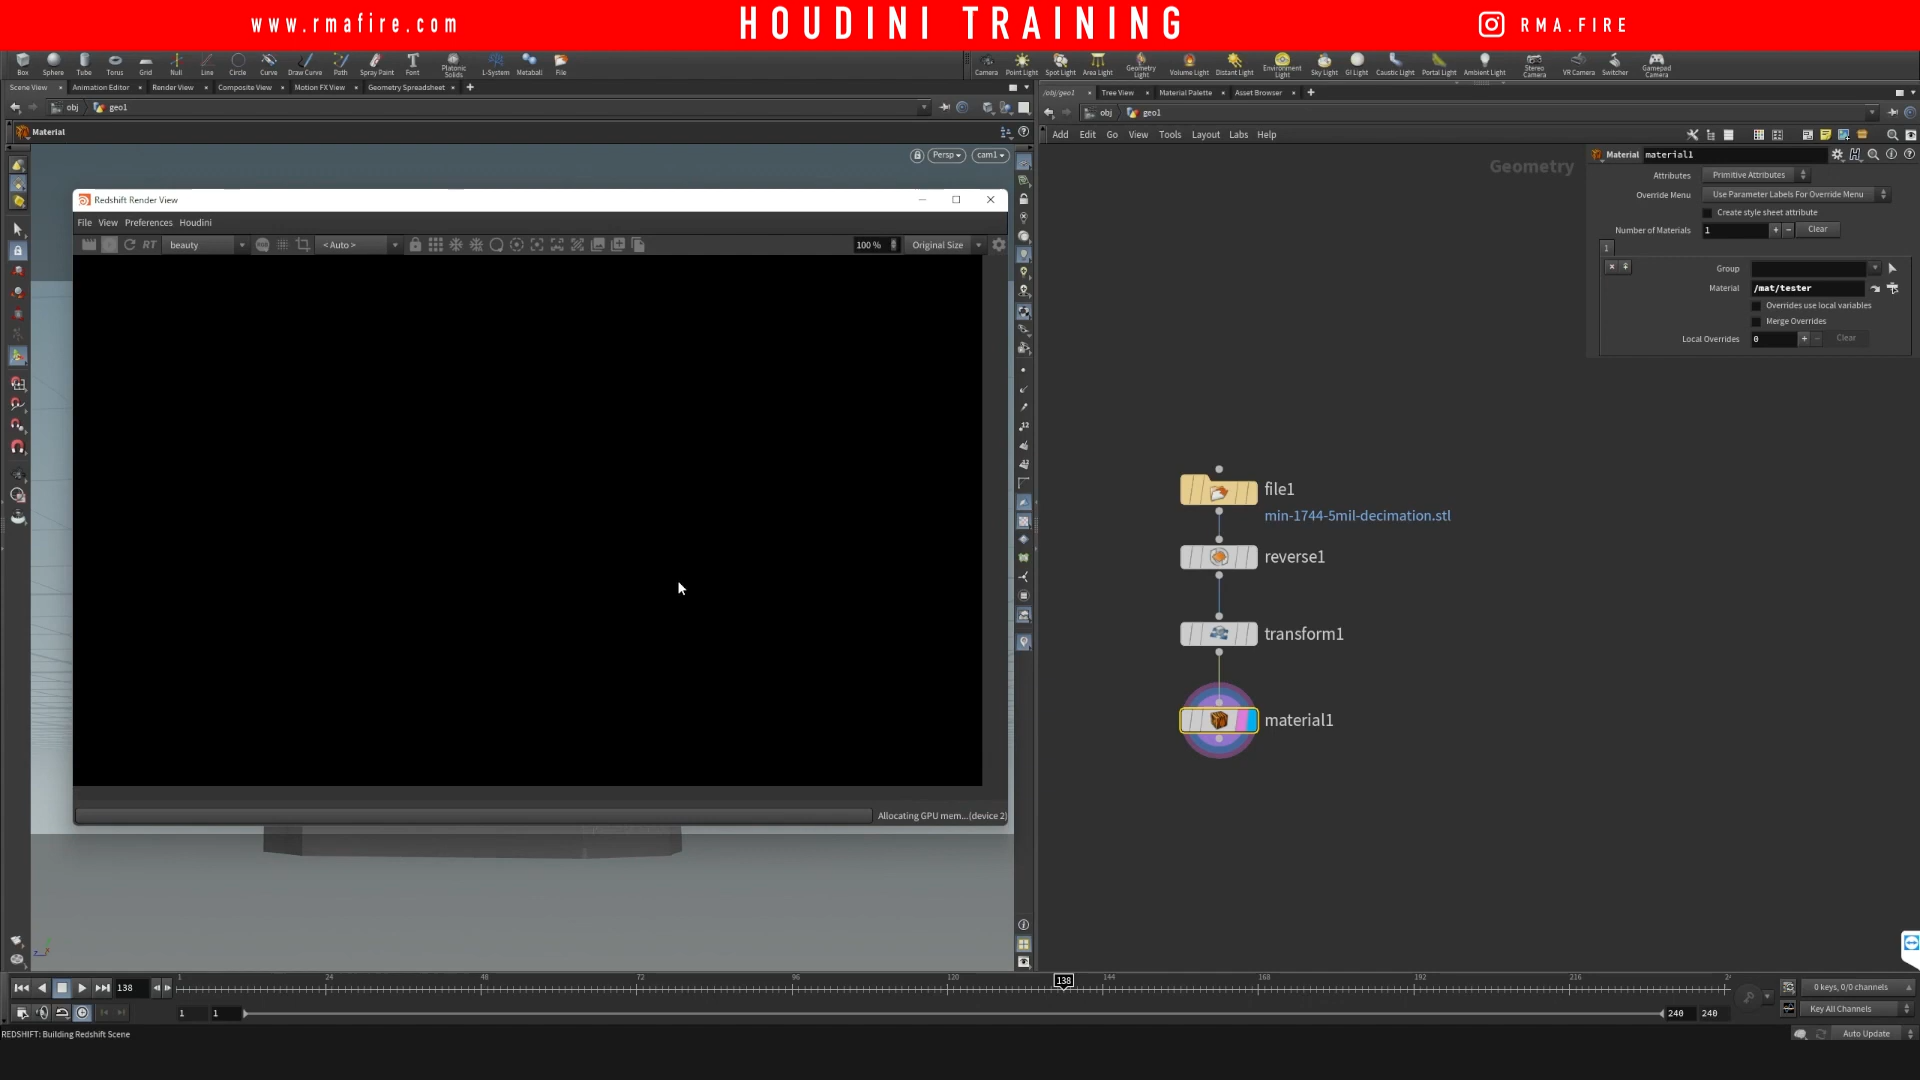 www.rmafire.com HOUDINI TRAINING RMA.FIRE
Box Sphere Tube Torus Grid Null Line Circle Curve Draw Curve Path Spray Paint Font Platonic Solids L-System Metaball File
Camera Point Light Spot Light Area Light Geometry Light Volume Light Distant Light Environment Light Sky Light GI Light Caustic Light Portal Light Ambient Light Stereo Camera VR Camera Switcher Gamepad Camera
Scene View Animation Editor Render View Composite View Motion FX View Geometry Spreadsheet
/obj/geo1 Tree View Material Palette Asset Browser
obj geo1
obj geo1
Material
Add Edit Go View Tools Layout Labs Help
Persp cam1
Geometry
Material material1
Attributes Primitive Attributes
Override Menu Use Parameter Labels For Override Menu
Create style sheet attribute
Number of Materials 1 + − Clear
1
Group
Material /mat/tester
Overrides use local variables
Merge Overrides
Local Overrides 0 + − Clear
Redshift Render View
File View Preferences Houdini
RT beauty < Auto > 100 % Original Size
file1
min-1744-5mil-decimation.stl
reverse1
transform1
material1
Allocating GPU mem...(device 2)
138 1 24 48 72 96 120 138 144 168 192 216
0 keys, 0/0 channels
1 1 240 240 Key All Channels
REDSHIFT: Building Redshift Scene Auto Update